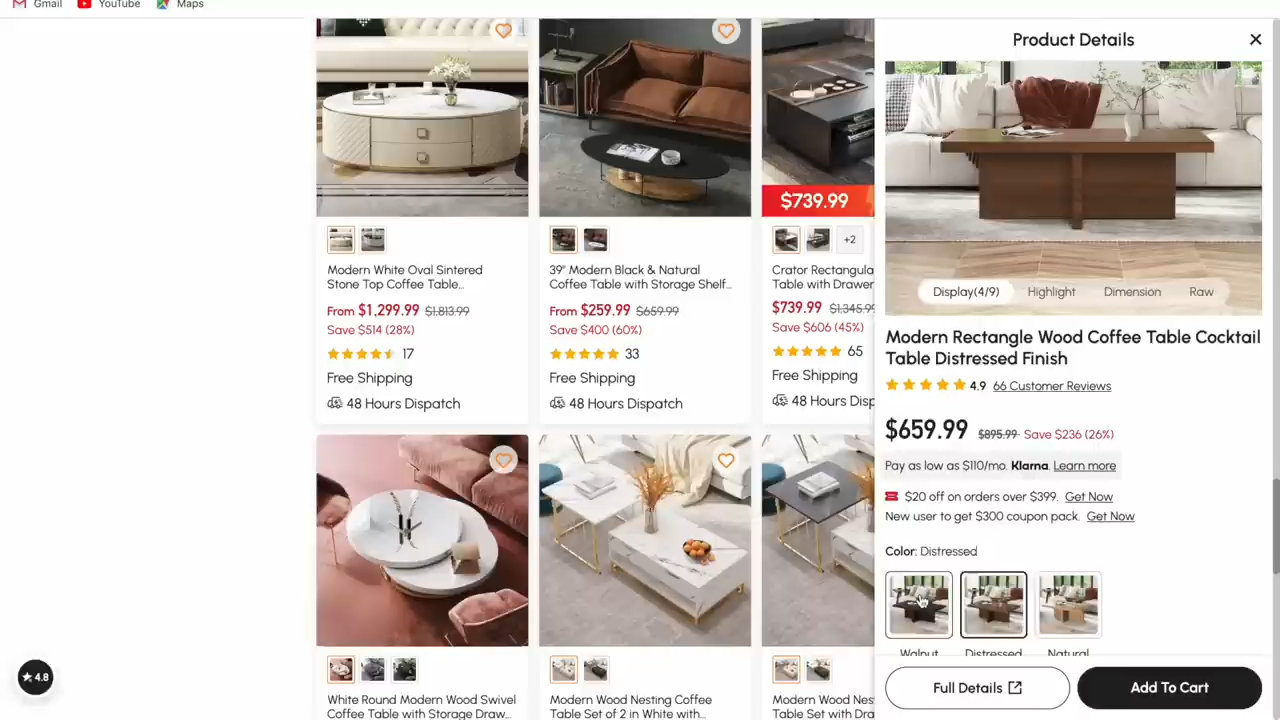 Gmail
YouTube
Maps
Modern White Oval Sintered
Stone Top Coffee Table...
From $1,299.99 $1,813.99
Save $514 (28%)
17
Free Shipping
48 Hours Dispatch
39" Modern Black & Natural
Coffee Table with Storage Shelf...
From $259.99 $659.99
Save $400 (60%)
33
Free Shipping
48 Hours Dispatch
$739.99
+2
Crator Rectangula
Table with Drawer
$739.99 $1,345.99
Save $606 (45%)
65
Free Shipping
48 Hours Disp
White Round Modern Wood Swivel
Coffee Table with Storage Draw...
Modern Wood Nesting Coffee
Table Set of 2 in White with...
Modern Wood Nes
Table Set with Dra
4.8
Product Details
Display(4/9) Highlight Dimension Raw
Modern Rectangle Wood Coffee Table Cocktail
Table Distressed Finish
4.9 66 Customer Reviews
$659.99 $895.99 Save $236 (26%)
Pay as low as $110/mo. Klarna. Learn more
$20 off on orders over $399. Get Now
New user to get $300 coupon pack. Get Now
Color: Distressed
Walnut Distressed Natural
Full Details
Add To Cart